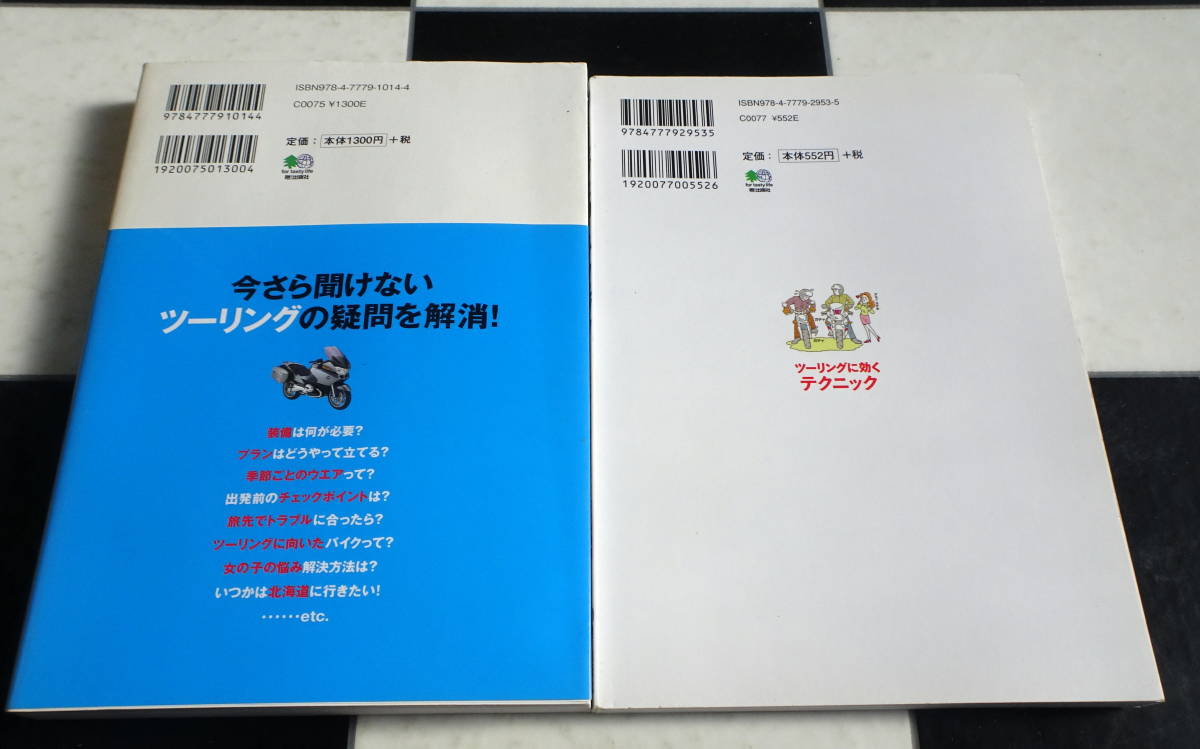 ISBN978-4-7779-1014-4
C0075 ¥1300E
9784777910144
定価：本体1300円＋税
1920075013004
for tasty life
枻出版社
今さら聞けない
ツーリングの疑問を解消！
装備は何が必要？
プランはどうやって立てる？
季節ごとのウエアって？
出発前のチェックポイントは？
旅先でトラブルに合ったら？
ツーリングに向いたバイクって？
女の子の悩み解決方法は？
いつかは北海道に行きたい！
……etc.
ISBN978-4-7779-2953-5
C0077 ¥552E
9784777929535
定価：本体552円＋税
1920077005526
for tasty life
枻出版社
ツーリングに効く
テクニック